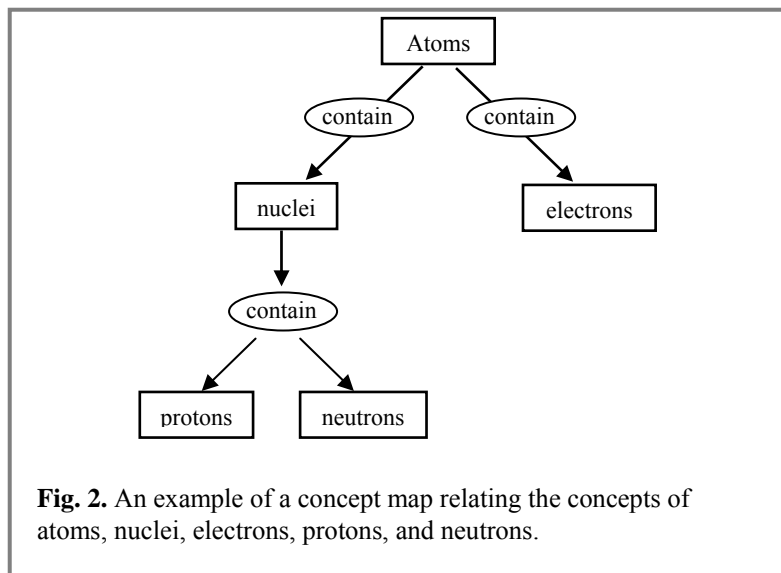 Atoms
contain contain
nuclei electrons
contain
protons neutrons
Fig. 2. An example of a concept map relating the concepts of
atoms, nuclei, electrons, protons, and neutrons.